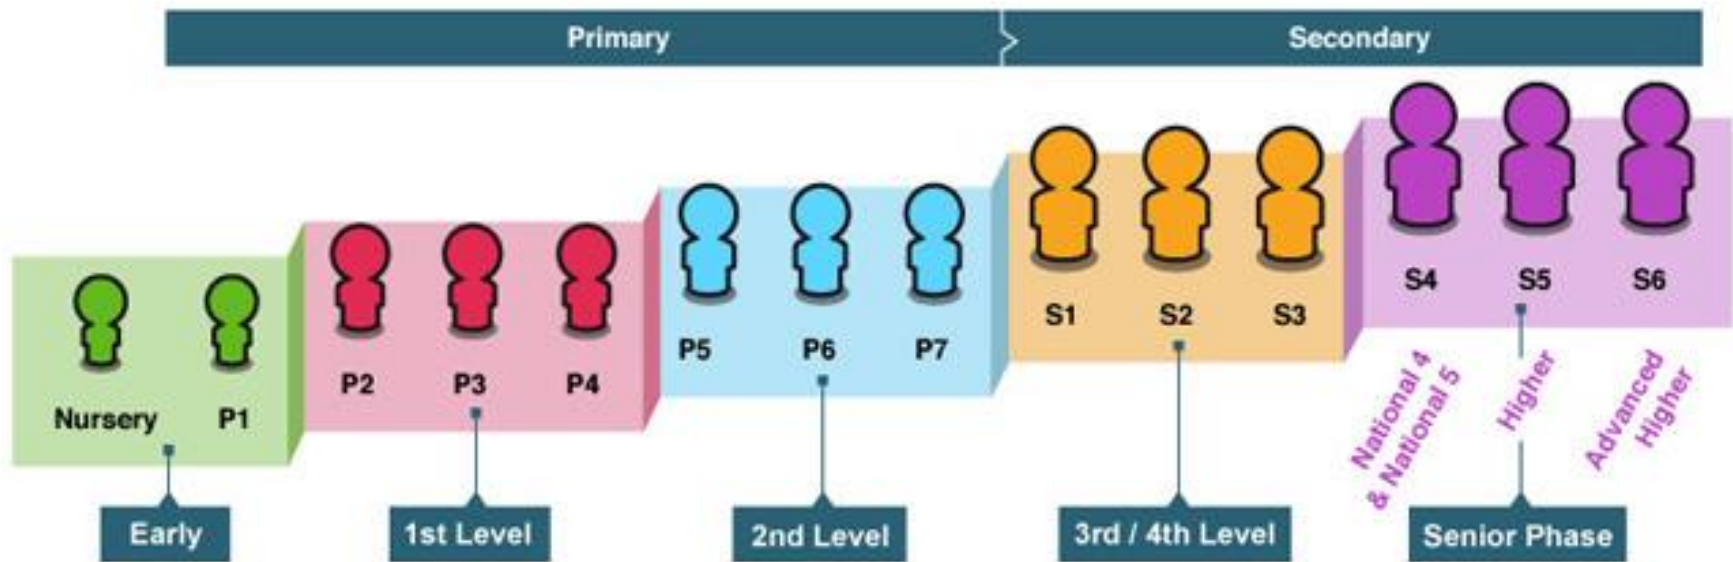 Primary
Secondary
Nursery
P1
P2
P3
P4
P5
P6
P7
S1
S2
S3
S4
S5
S6
National 4
& National 5
Higher
Advanced
Higher
Early
1st Level
2nd Level
3rd / 4th Level
Senior Phase